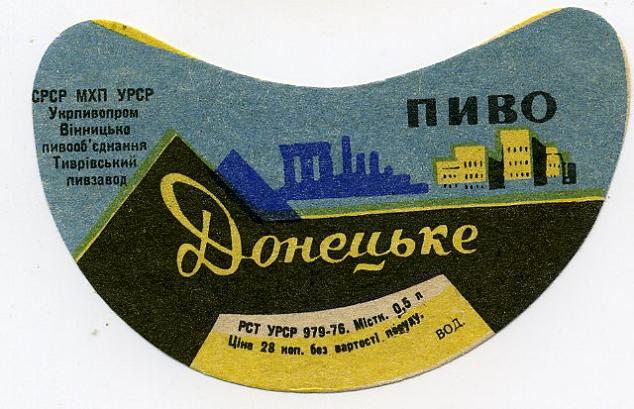 СРСР МХП УРСР
Укрпивопром
Вінницьке
пивооб'єднання
Тиврівський
пивзавод
ПИВО
Донецьке
РСТ УРСР 979-76. Містк. 0,5 л
Ціна 28 коп. без вартості посуду.
ВОД.